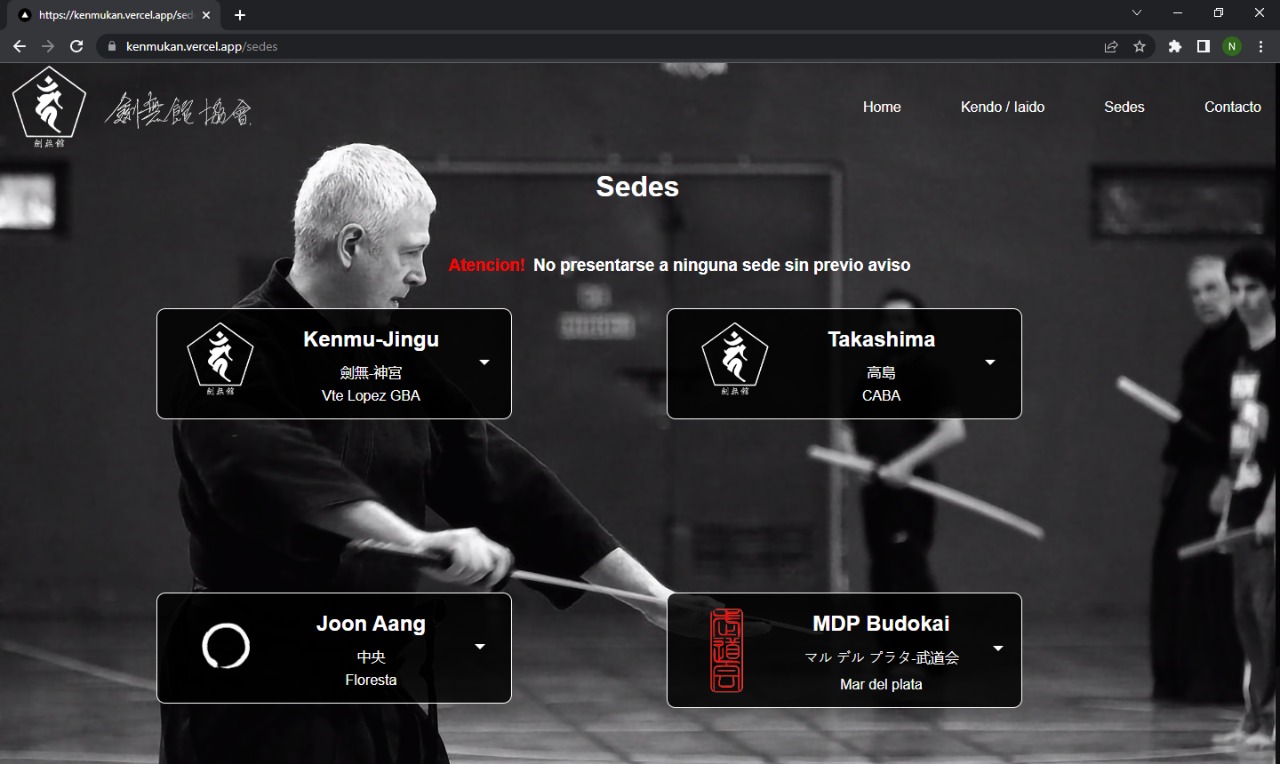 https://kenmukan.vercel.app/sed
kenmukan.vercel.app/sedes
N
劍無館
劍無館協會
Home
Kendo / Iaido
Sedes
Contacto
Sedes
Atencion! No presentarse a ninguna sede sin previo aviso
劍無館
Kenmu-Jingu
劍無-神宮
Vte Lopez GBA
劍無館
Takashima
高島
CABA
Joon Aang
中央
Floresta
武道会
MDP Budokai
マル デル プラタ-武道会
Mar del plata